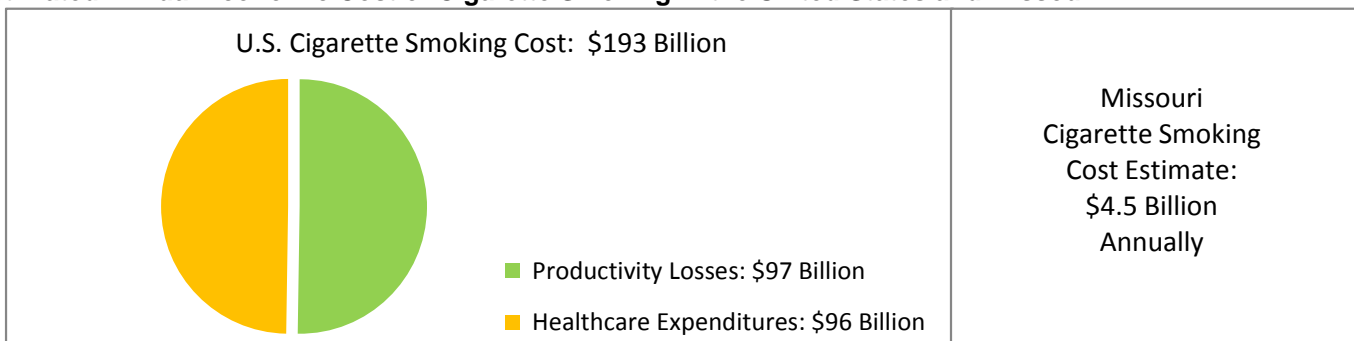 U.S. Cigarette Smoking Cost: $193 Billion
Productivity Losses: $97 Billion
Healthcare Expenditures: $96 Billion
Missouri
Cigarette Smoking
Cost Estimate:
$4.5 Billion
Annually